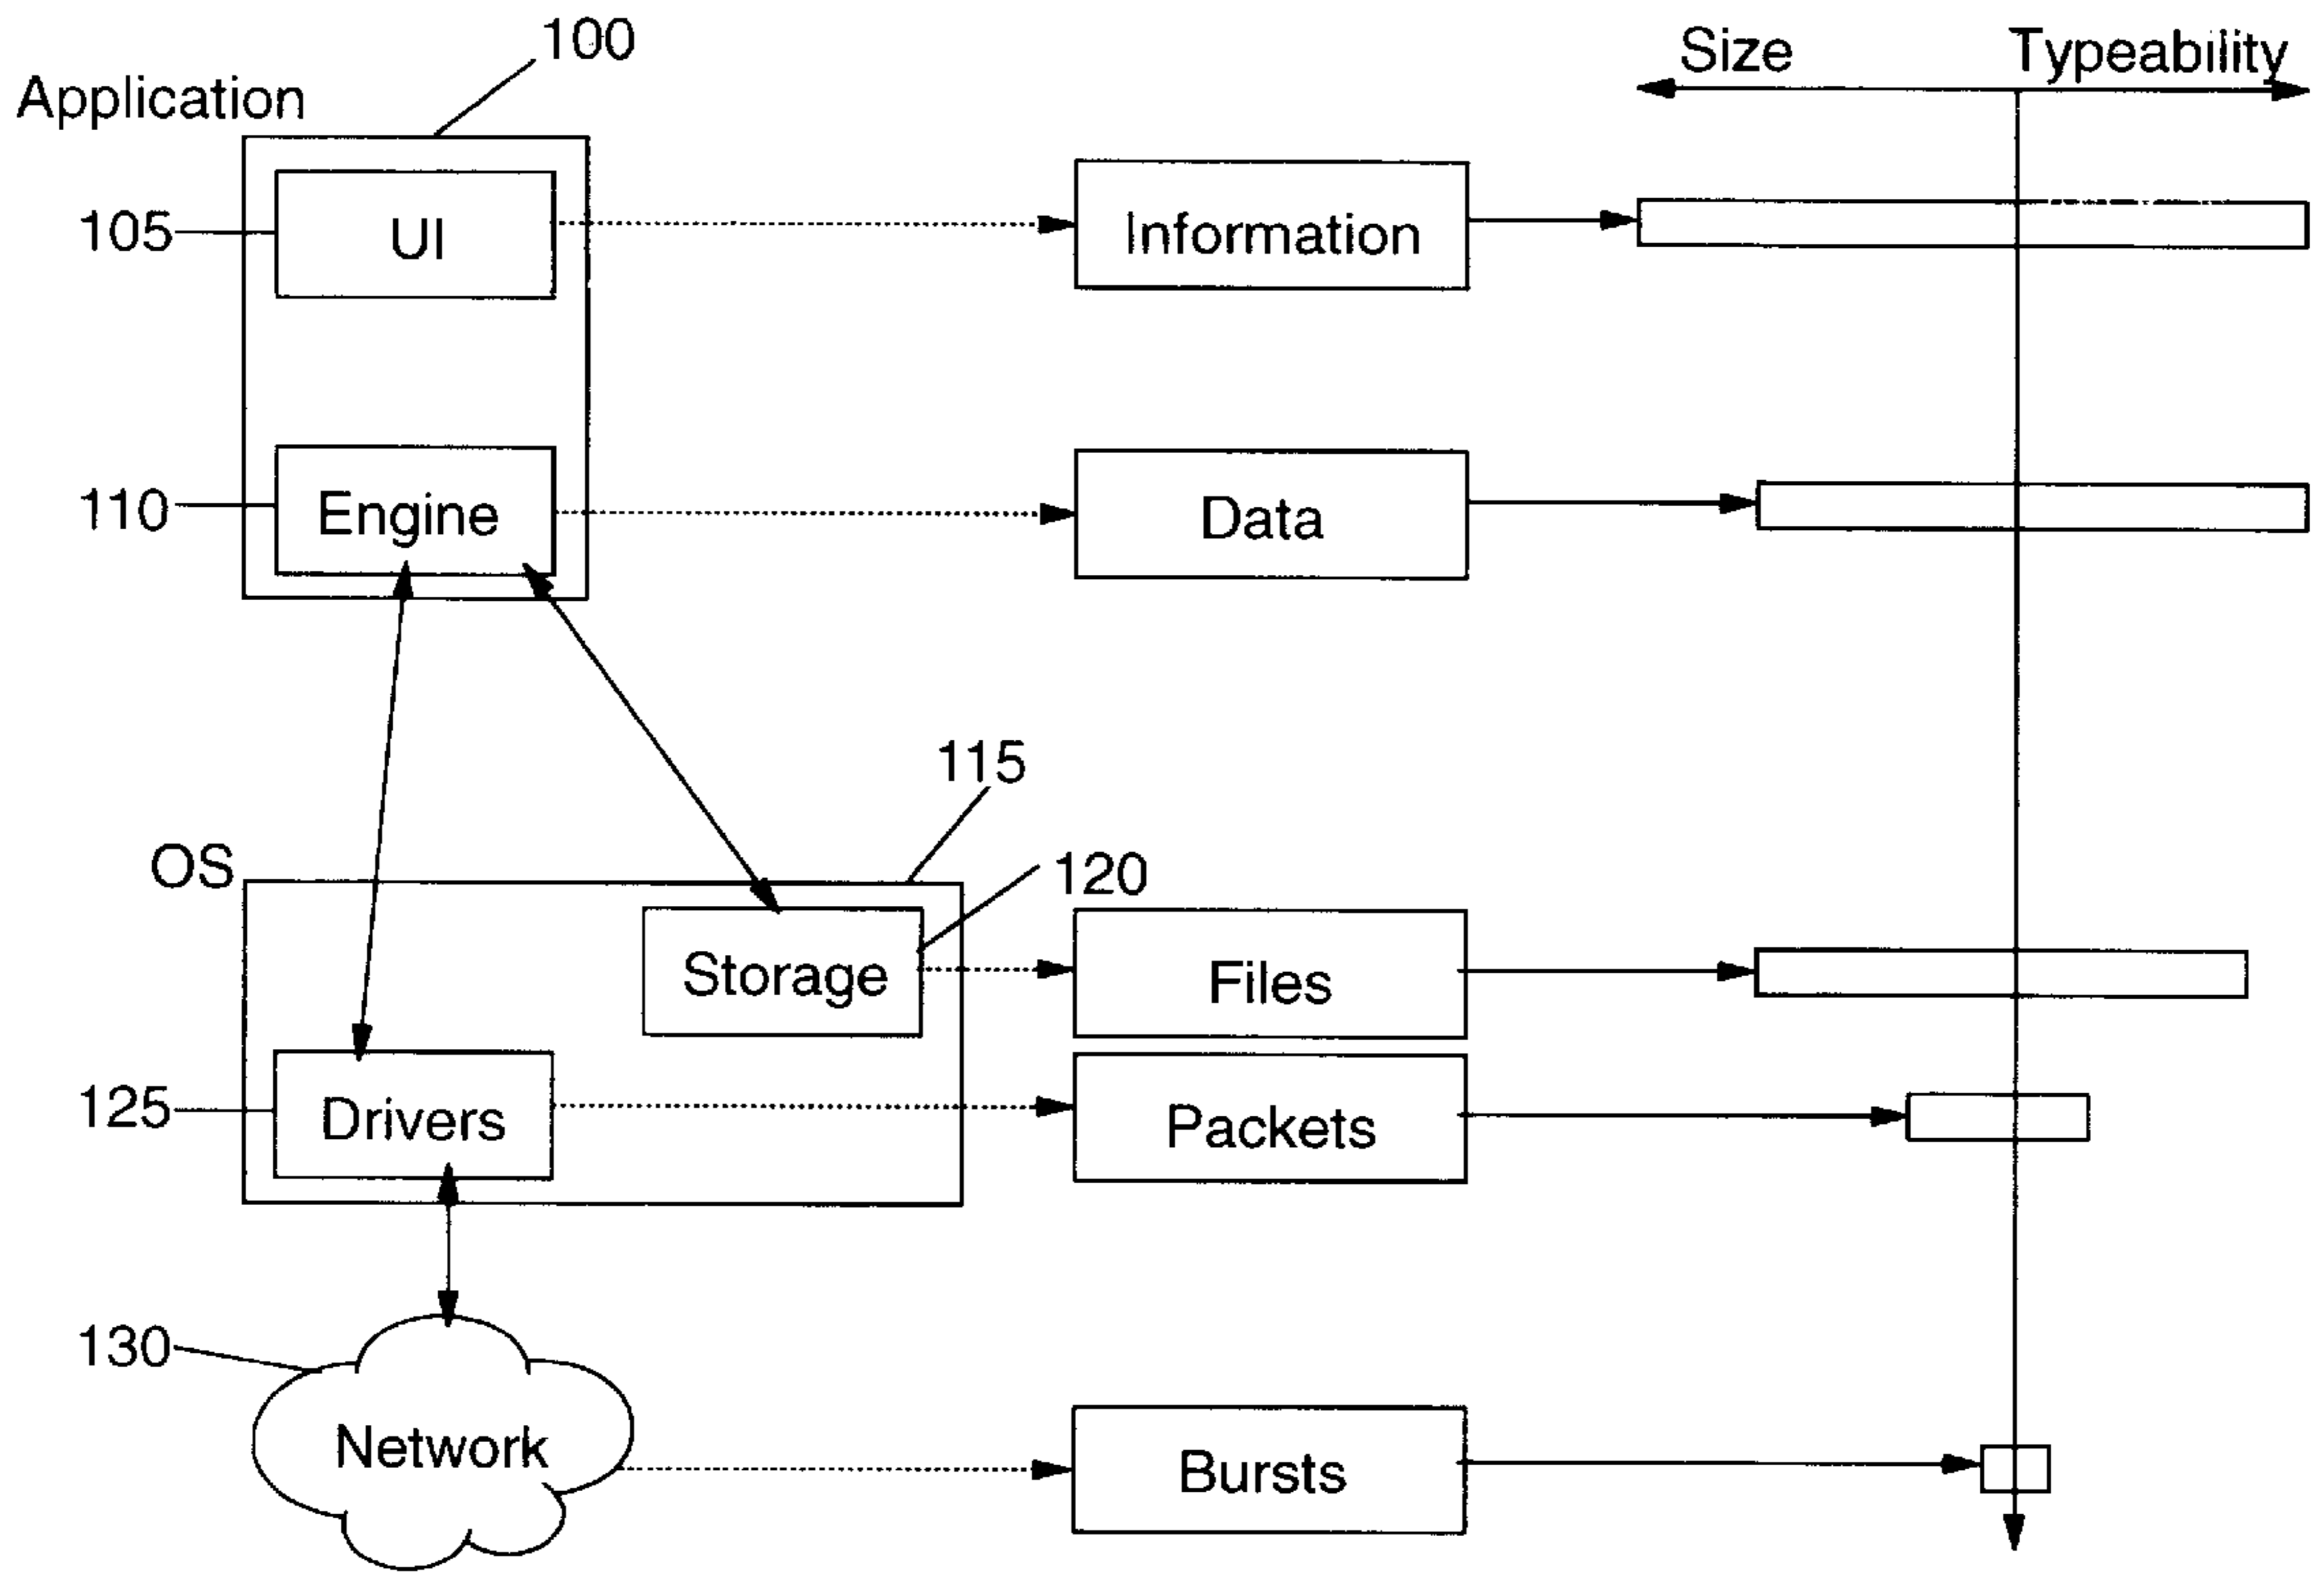 100
Size
Typeability
Application
105
UI
Information
110
Engine
Data
115
OS
120
Storage
Files
125
Drivers
Packets
130
Network
Bursts